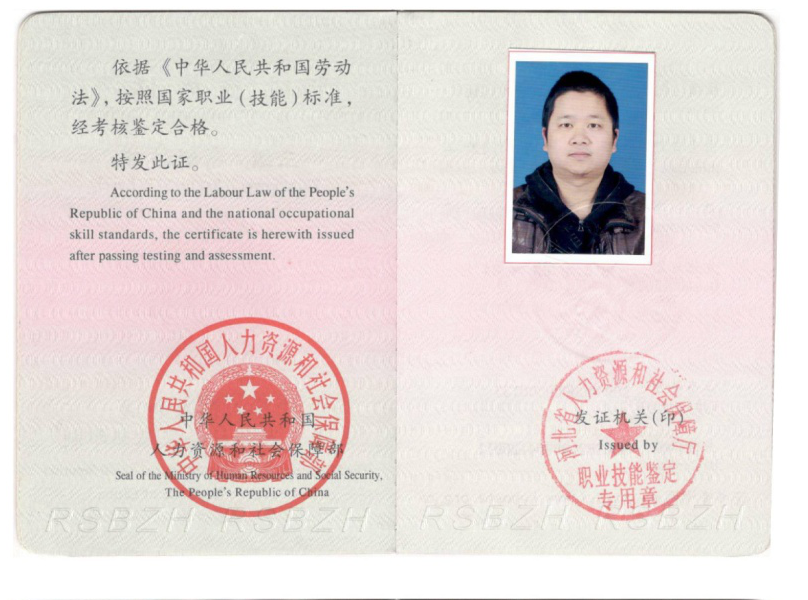 依据《中华人民共和国劳动
法》，按照国家职业（技能）标准，
经考核鉴定合格。
特发此证。
According to the Labour Law of the People's
Republic of China and the national occupational
skill standards, the certificate is herewith issued
after passing testing and assessment.
中华人民共和国人力资源和社会保障部
中华人民共和国
人力资源和社会保障部
Seal of the Ministry of Human Resources and Social Security,
The People's Republic of China
RSBZH RSBZH
河北省人力资源和社会保障厅
发证机关(印)
Issued by
职业技能鉴定
专用章
RSBZH RSBZH